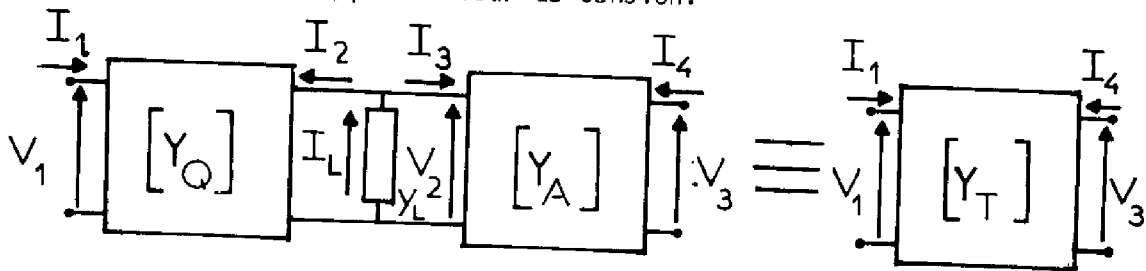 I1 I2 I3 I4 I1 I4
V1 [YQ] IL yL V2 [YA] V3 ≡ V1 [YT] V3